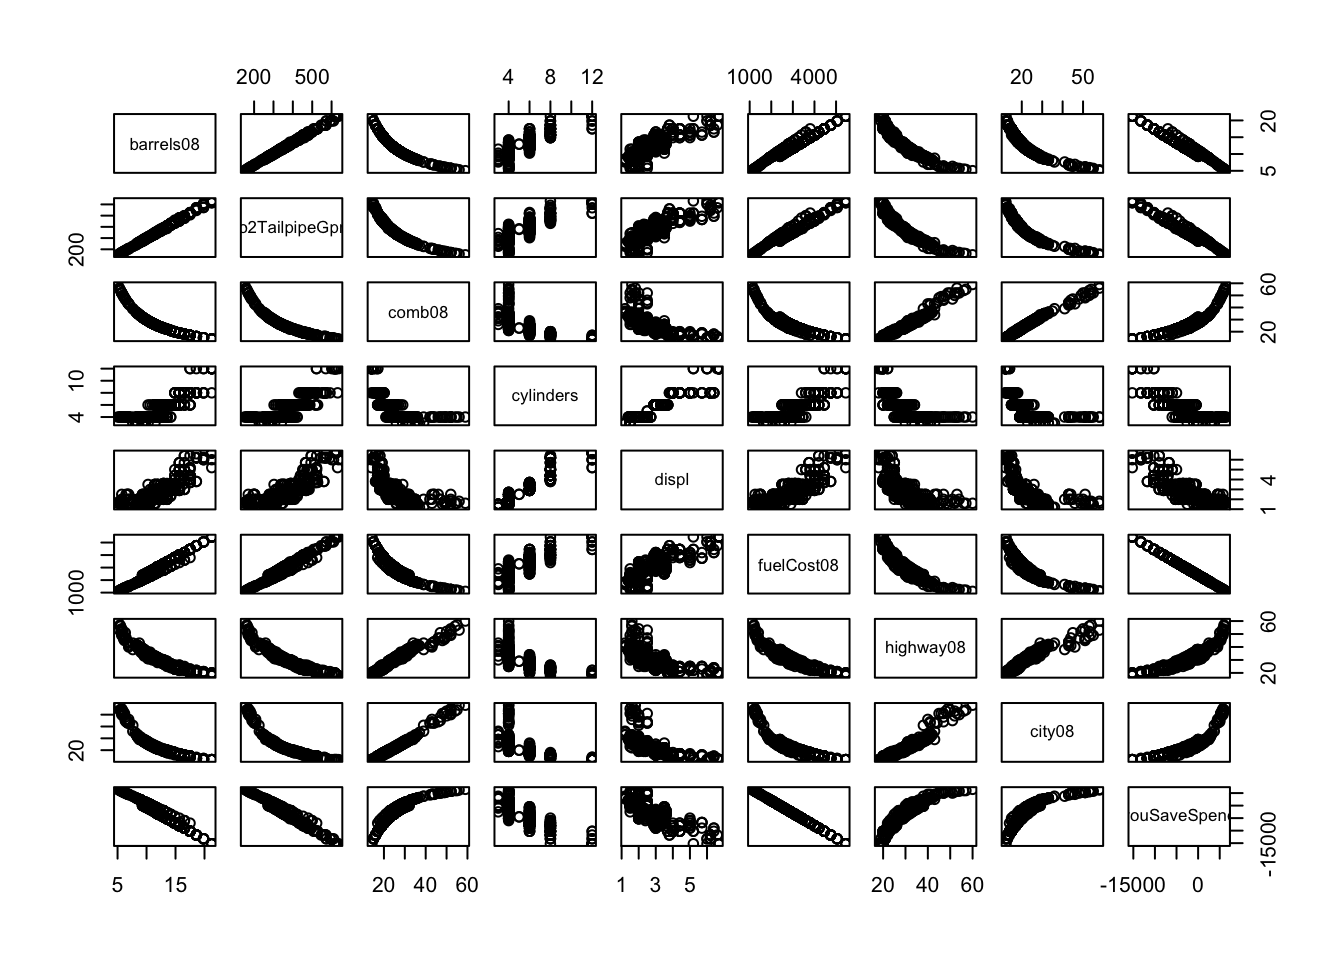 200 500 4 8 12 1000 4000 20 50
barrels08 5 20
200 o2TailpipeGpm
comb08 20 60
4 10 cylinders
displ 1 4
1000 fuelCost08
highway08 20 60
20 city08
ouSaveSpend -15000
5 15 20 40 60 1 3 5 20 40 60 -15000 0